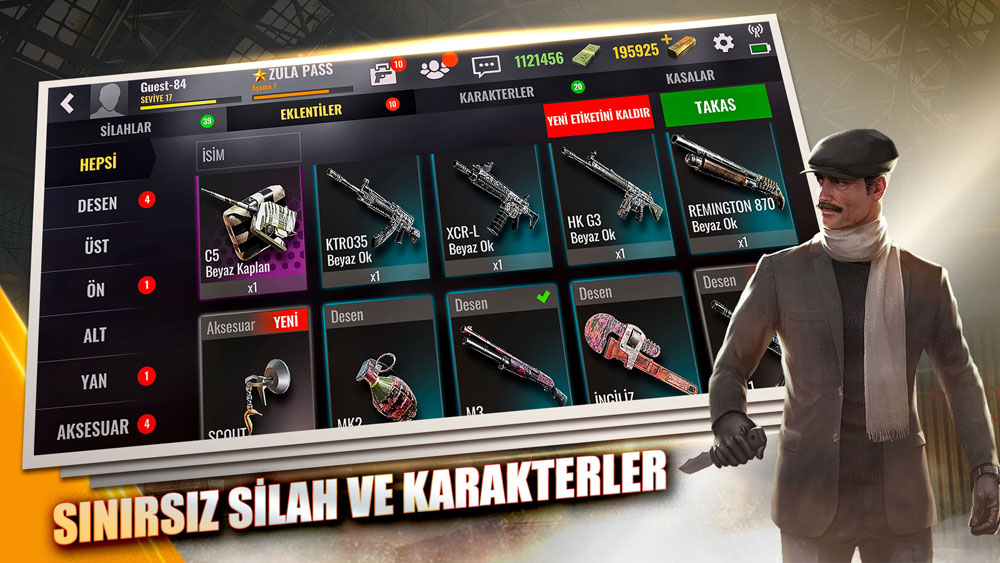 Guest-84
SEVİYE 17
ZULA PASS
Aşama 7
10
1121456
195925
SİLAHLAR
39
EKLENTİLER
10
KARAKTERLER
20
KASALAR
HEPSİ
İSİM
YENİ ETİKETİNİ KALDIR
TAKAS
DESEN
4
ÜST
ÖN
1
ALT
YAN
1
AKSESUAR
4
C5
Beyaz Kaplan
x1
KTR035
Beyaz Ok
x1
XCR-L
Beyaz Ok
x1
HK G3
Beyaz Ok
x1
REMINGTON 870
Beyaz Ok
x1
Aksesuar
YENİ
SCOUT
Desen
MK2
Desen
M3
Desen
İNGİLİZ
Desen
SINIRSIZ SİLAH VE KARAKTERLER